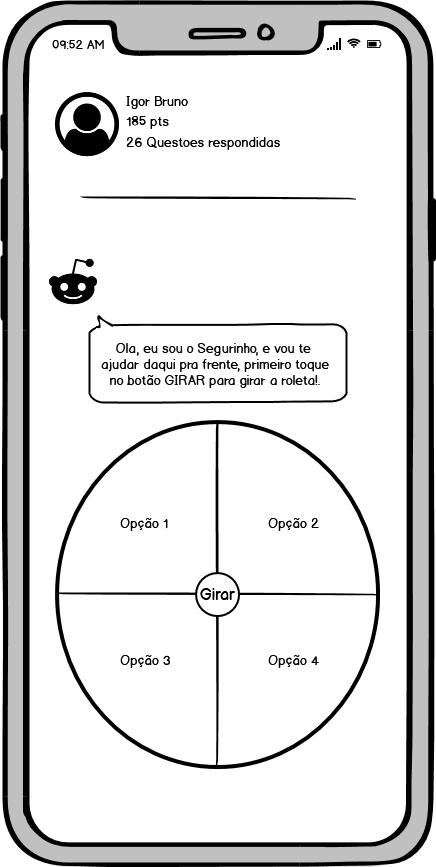 09:52 AM
Igor Bruno
185 pts
26 Questoes respondidas
Ola, eu sou o Segurinho, e vou te
ajudar daqui pra frente, primeiro toque
no botão GIRAR para girar a roleta!.
Opção 1
Opção 2
Girar
Opção 3
Opção 4